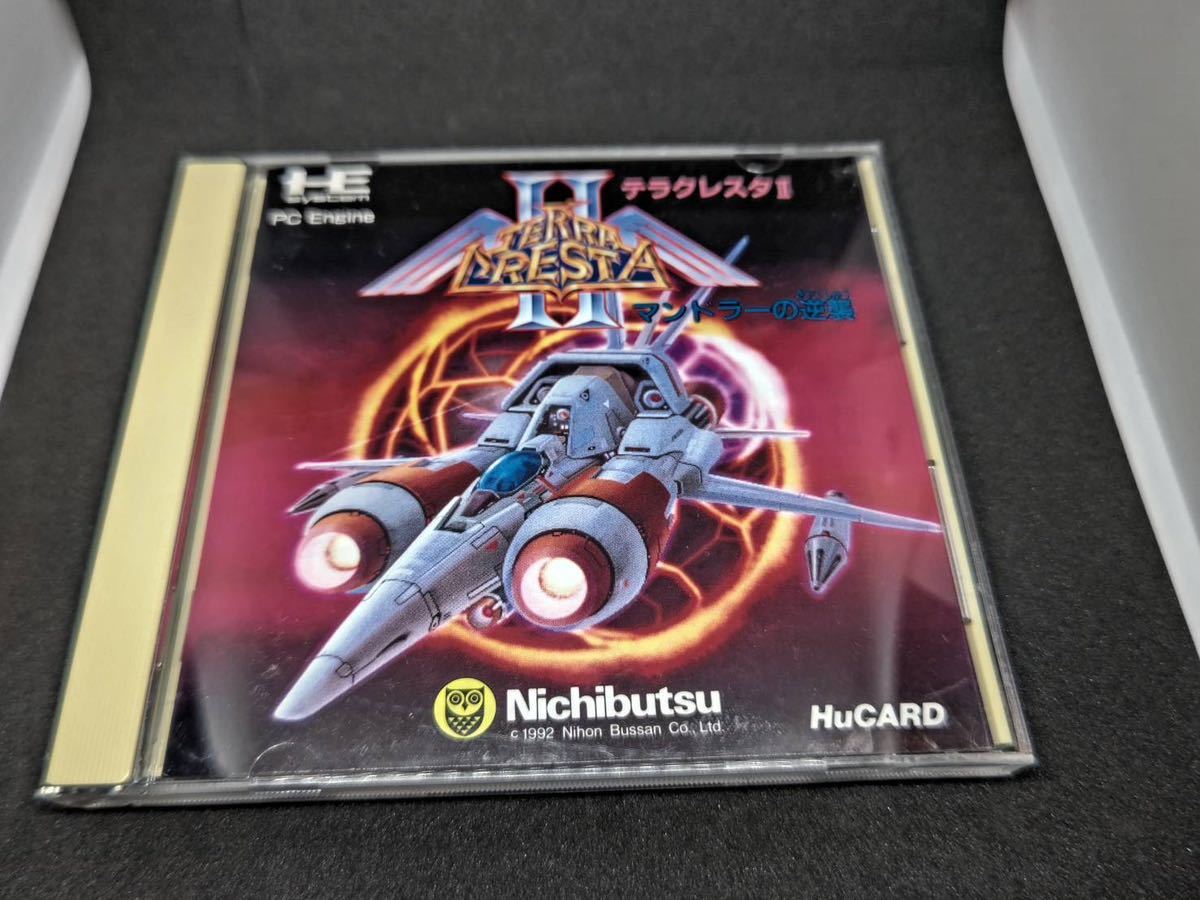 HE
system
PC Engine
テラクレスタⅡ
II
TERRA
CRESTA
マンドラーの逆襲
Nichibutsu
c 1992 Nihon Bussan Co., Ltd.
HuCARD